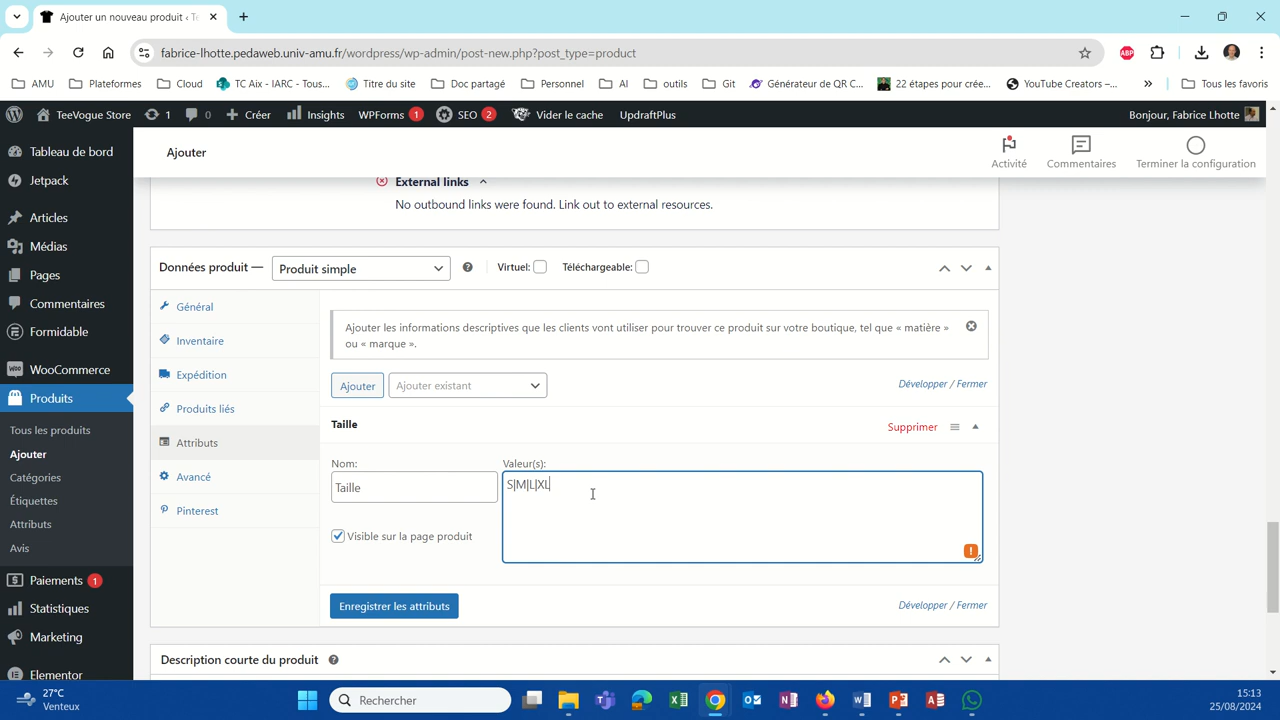 Ajouter un nouveau produit ‹ Te
fabrice-lhotte.pedaweb.univ-amu.fr/wordpress/wp-admin/post-new.php?post_type=product
ABP
AMU
Plateformes
Cloud
TC Aix - IARC - Tous...
Titre du site
Doc partagé
Personnel
AI
outils
Git
Générateur de QR C...
22 étapes pour crée...
YouTube Creators –...
»
Tous les favoris
TeeVogue Store
1
0
Créer
Insights
WPForms 1
SEO 2
Vider le cache
UpdraftPlus
Bonjour, Fabrice Lhotte
Ajouter
Activité
Commentaires
Terminer la configuration
Tableau de bord
Jetpack
Articles
Médias
Pages
Commentaires
Formidable
WooCommerce
Produits
Tous les produits
Ajouter
Catégories
Étiquettes
Attributs
Avis
Paiements 1
Statistiques
Marketing
Elementor
External links
No outbound links were found. Link out to external resources.
Données produit —
Produit simple
Virtuel:
Téléchargeable:
Général
Inventaire
Expédition
Produits liés
Attributs
Avancé
Pinterest
Ajouter les informations descriptives que les clients vont utiliser pour trouver ce produit sur votre boutique, tel que « matière »
ou « marque ».
Ajouter
Ajouter existant
Développer / Fermer
Taille
Supprimer
Nom:
Valeur(s):
Taille
S|M|L|XL
Visible sur la page produit
Enregistrer les attributs
Développer / Fermer
Description courte du produit
27°C
Venteux
Rechercher
15:13
25/08/2024